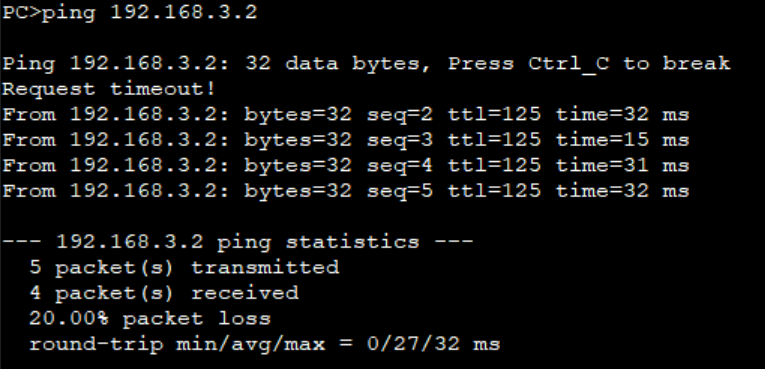 PC>ping 192.168.3.2
Ping 192.168.3.2: 32 data bytes, Press Ctrl_C to break
Request timeout!
From 192.168.3.2: bytes=32 seq=2 ttl=125 time=32 ms
From 192.168.3.2: bytes=32 seq=3 ttl=125 time=15 ms
From 192.168.3.2: bytes=32 seq=4 ttl=125 time=31 ms
From 192.168.3.2: bytes=32 seq=5 ttl=125 time=32 ms
--- 192.168.3.2 ping statistics ---
5 packet(s) transmitted
4 packet(s) received
20.00% packet loss
round-trip min/avg/max = 0/27/32 ms